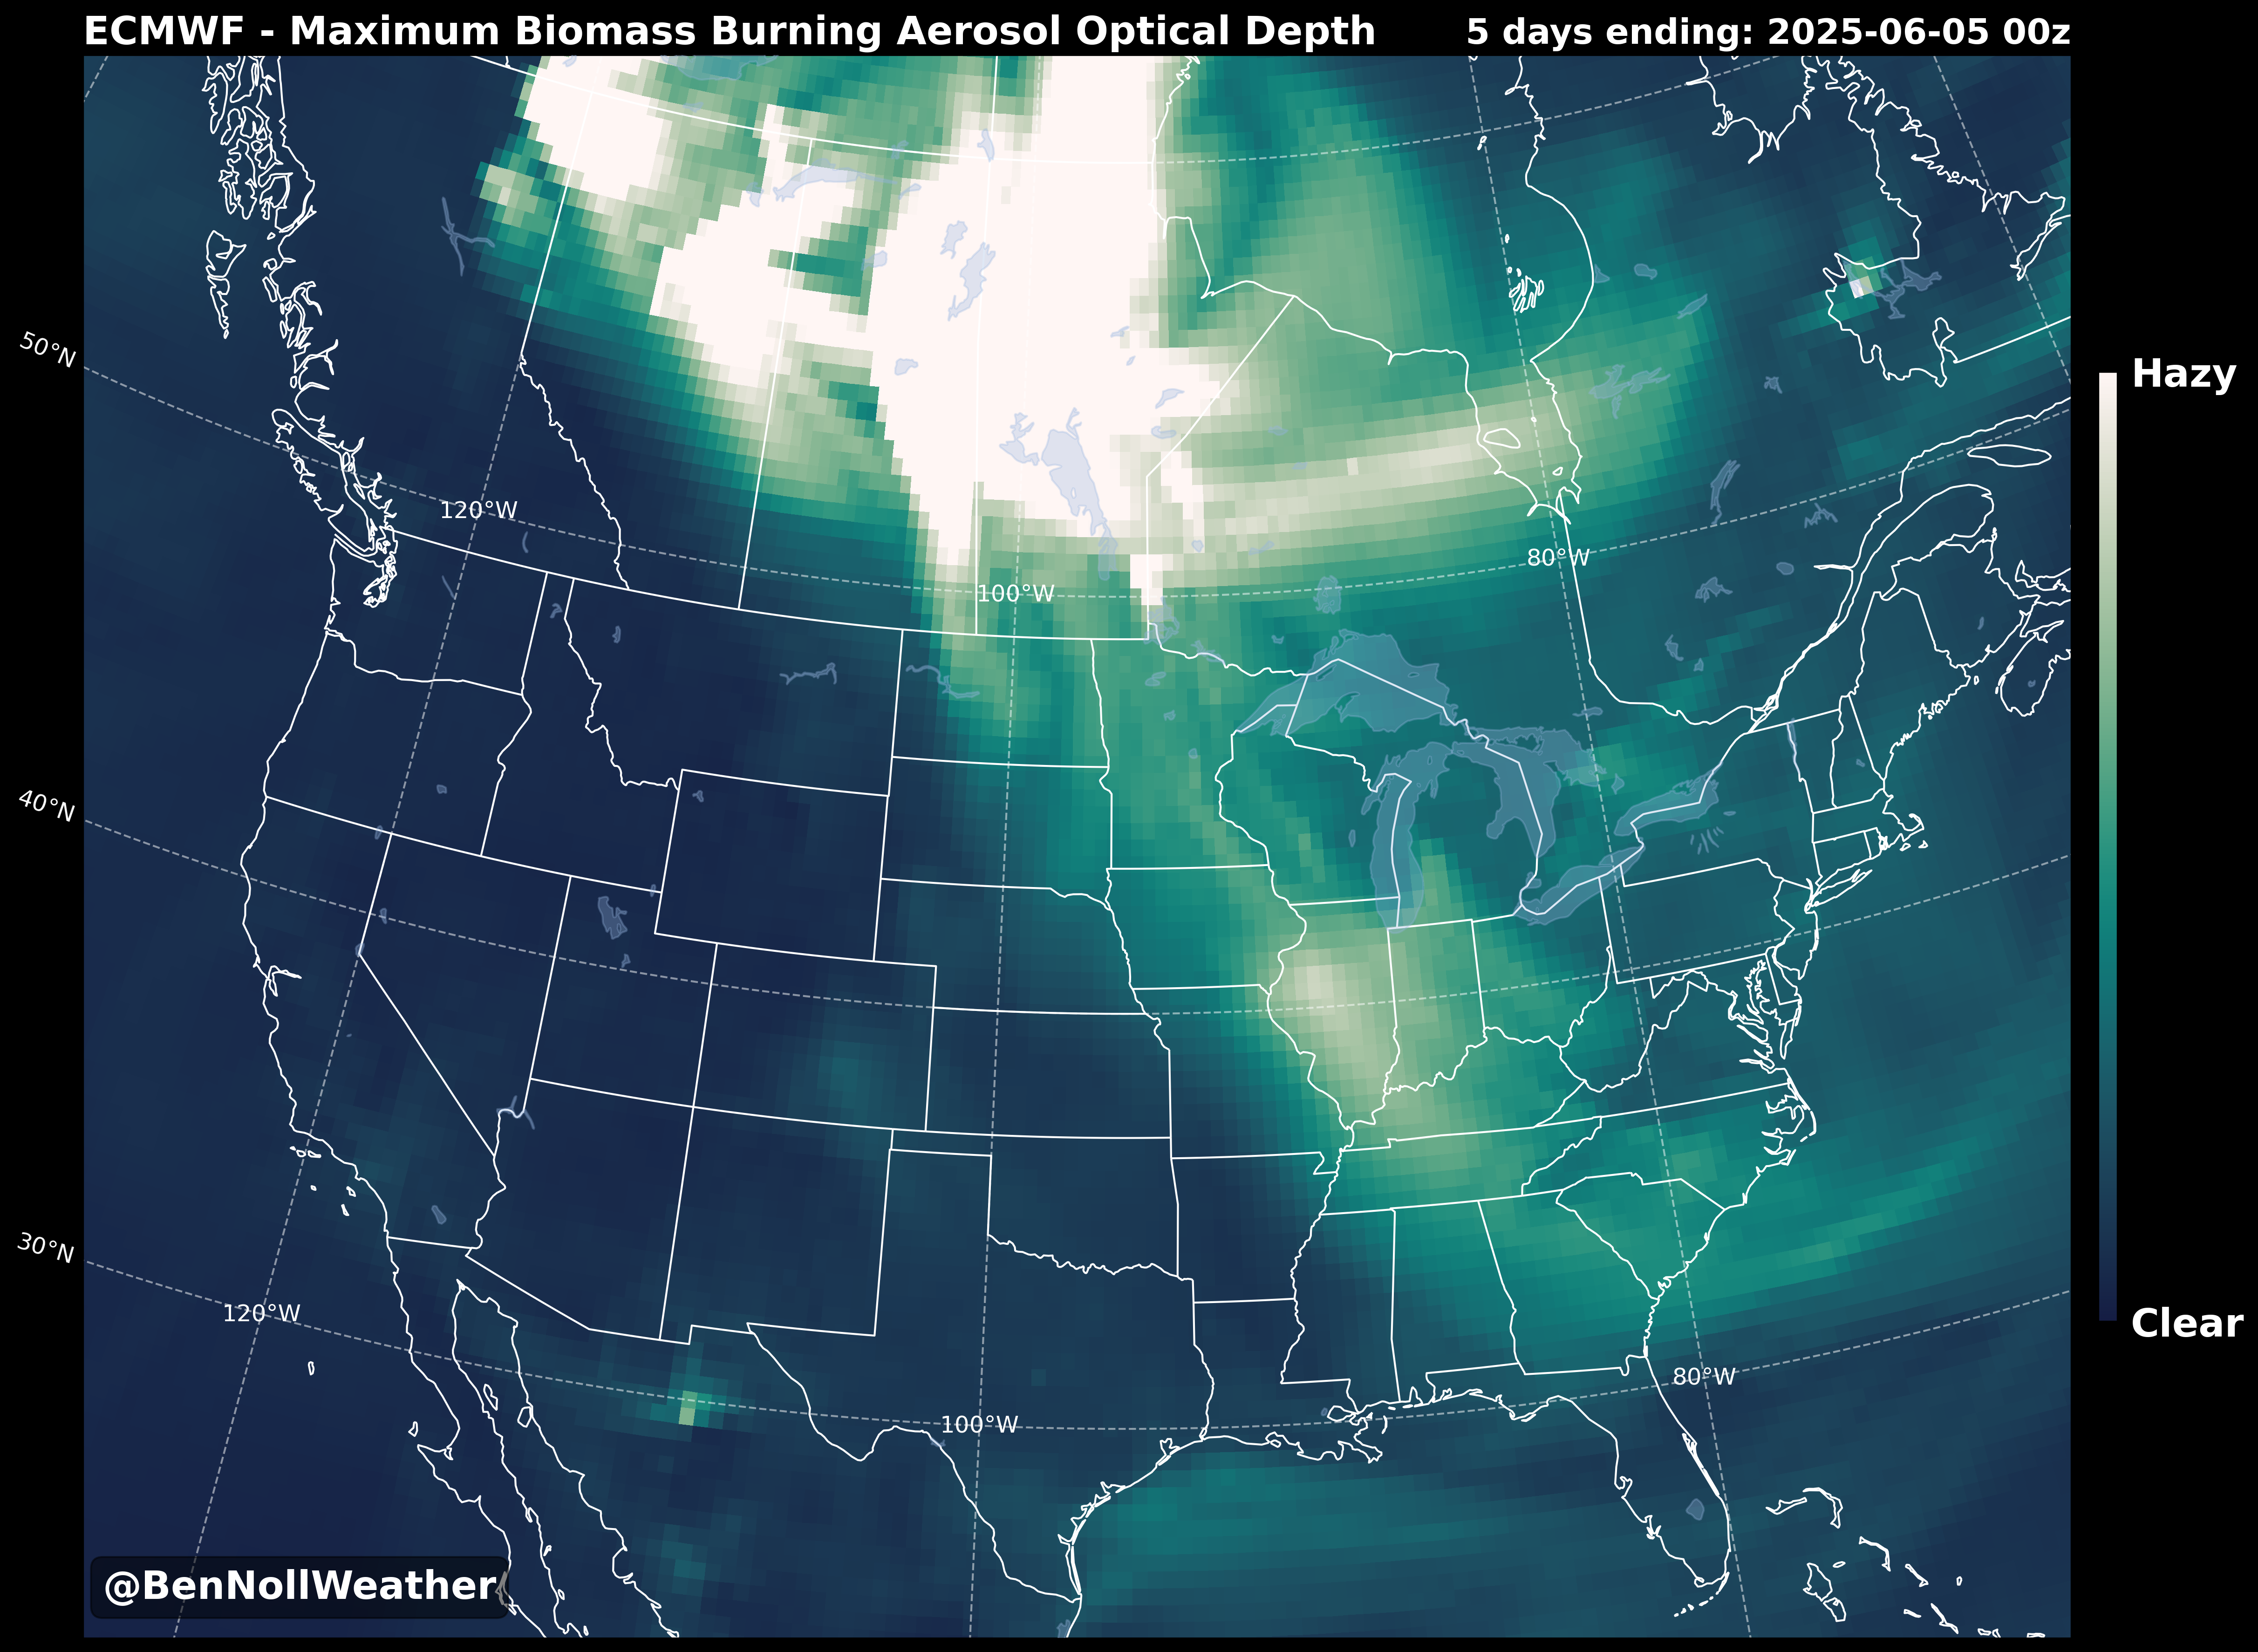 ECMWF - Maximum Biomass Burning Aerosol Optical Depth
5 days ending: 2025-06-05 00z
50°N
Hazy
120°W
80°W
100°W
40°N
30°N
120°W
Clear
80°W
100°W
@BenNollWeather